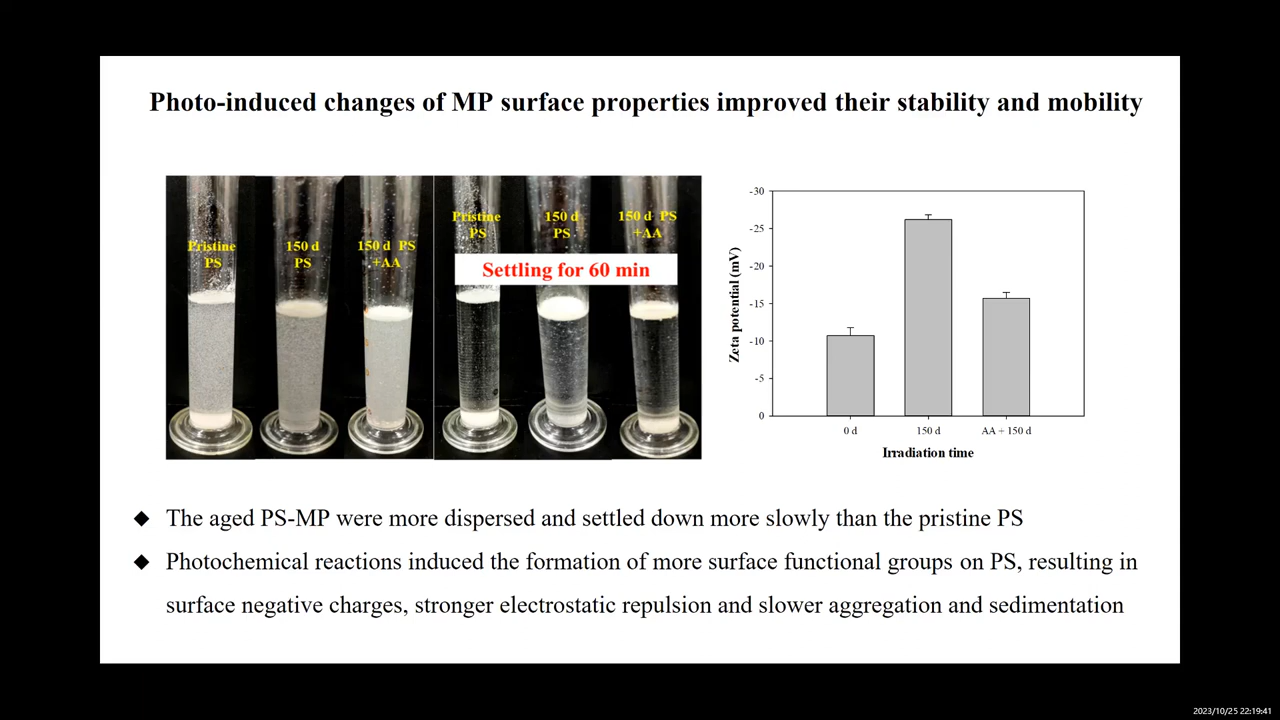 Photo-induced changes of MP surface properties improved their stability and mobility
Pristine
PS
150 d
PS
150 d PS
+AA
Pristine
PS
150 d
PS
150 d PS
+AA
Settling for 60 min
Zeta potential (mV)
-30
-25
-20
-15
-10
-5
0
0 d
150 d
AA + 150 d
Irradiation time
◆ The aged PS-MP were more dispersed and settled down more slowly than the pristine PS
◆ Photochemical reactions induced the formation of more surface functional groups on PS, resulting in
surface negative charges, stronger electrostatic repulsion and slower aggregation and sedimentation
2023/10/25 22:19:41